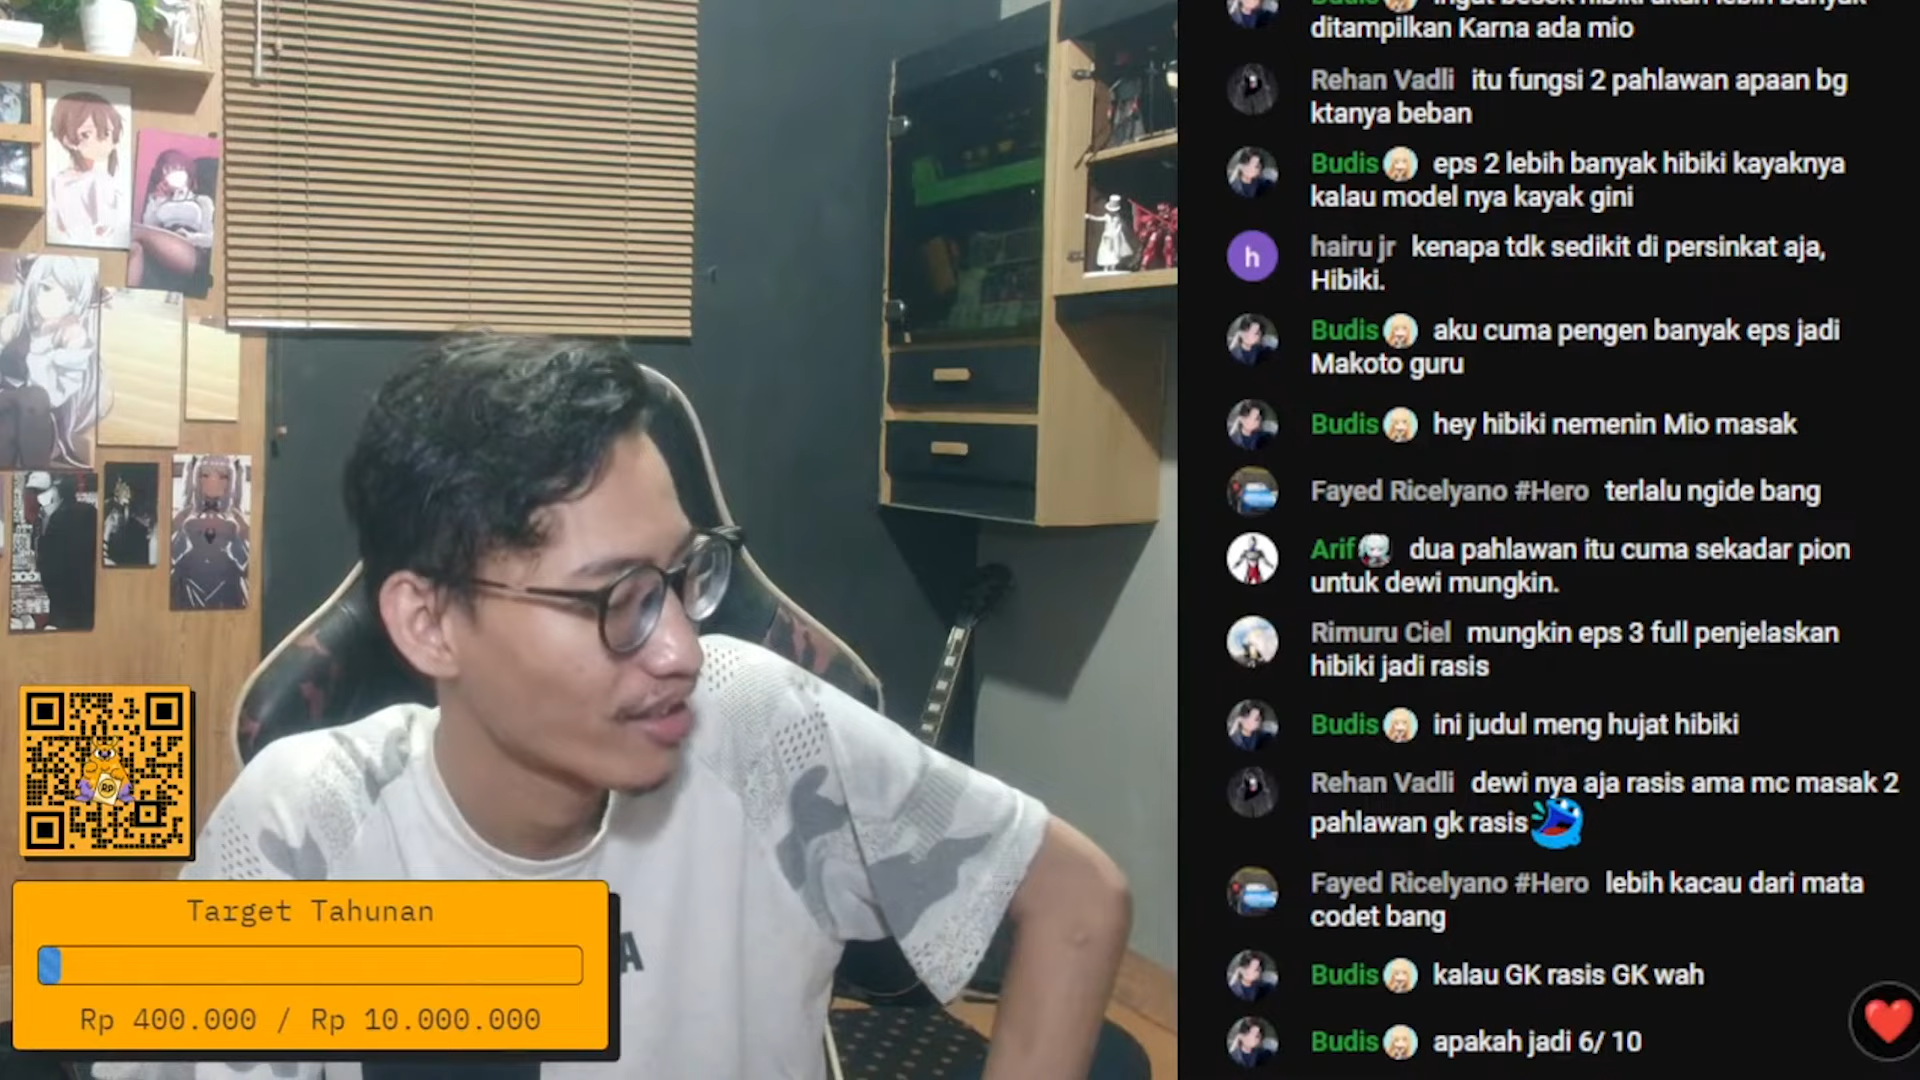 Target Tahunan
Rp 400.000 / Rp 10.000.000
ditampilkan Karna ada mio
Rehan Vadli itu fungsi 2 pahlawan apaan bg
ktanya beban
Budis eps 2 lebih banyak hibiki kayaknya
kalau model nya kayak gini
h hairu jr kenapa tdk sedikit di persinkat aja,
Hibiki.
Budis aku cuma pengen banyak eps jadi
Makoto guru
Budis hey hibiki nemenin Mio masak
Fayed Ricelyano #Hero terlalu ngide bang
Arif dua pahlawan itu cuma sekadar pion
untuk dewi mungkin.
Rimuru Ciel mungkin eps 3 full penjelaskan
hibiki jadi rasis
Budis ini judul meng hujat hibiki
Rehan Vadli dewi nya aja rasis ama mc masak 2
pahlawan gk rasis
Fayed Ricelyano #Hero lebih kacau dari mata
codet bang
Budis kalau GK rasis GK wah
Budis apakah jadi 6/ 10